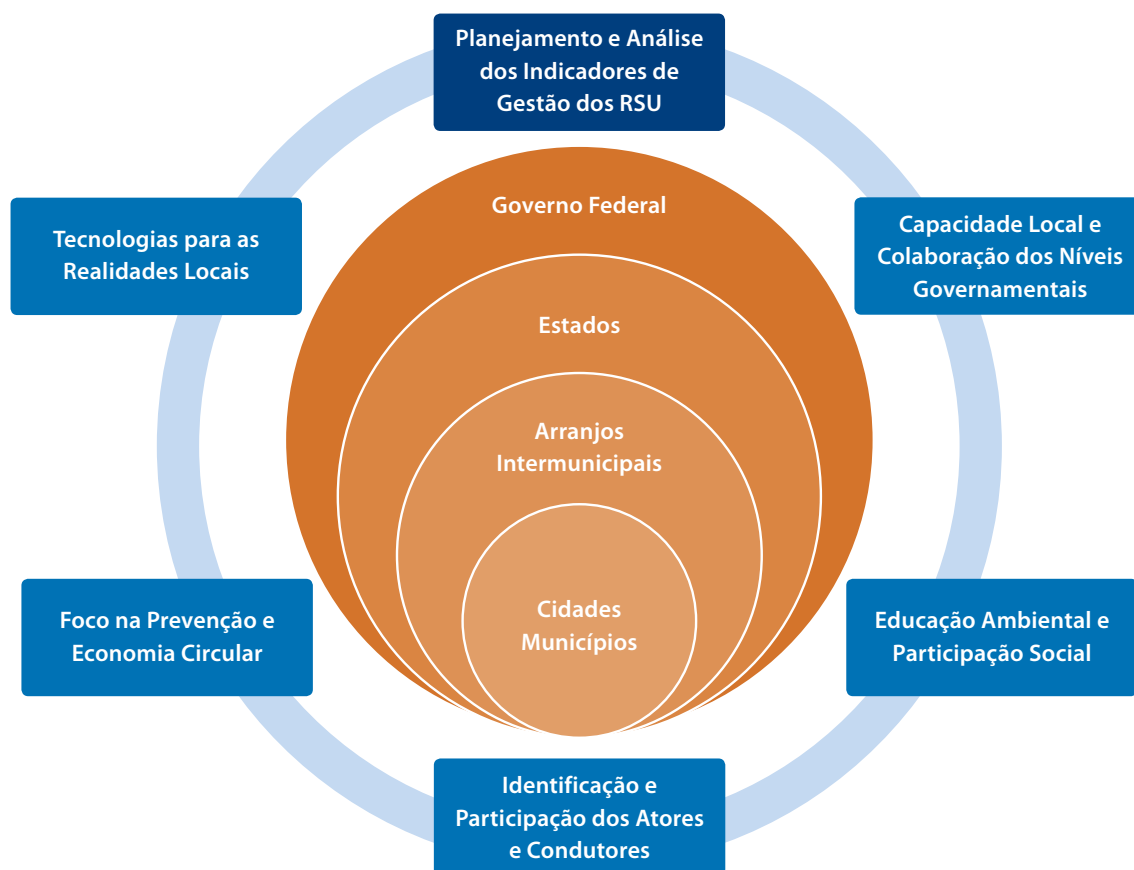 Planejamento e Análise
dos Indicadores de
Gestão dos RSU
Governo Federal
Tecnologias para as
Realidades Locais
Capacidade Local e
Colaboração dos Níveis
Governamentais
Estados
Arranjos
Intermunicipais
Cidades
Municípios
Foco na Prevenção e
Economia Circular
Educação Ambiental e
Participação Social
Identificação e
Participação dos Atores
e Condutores